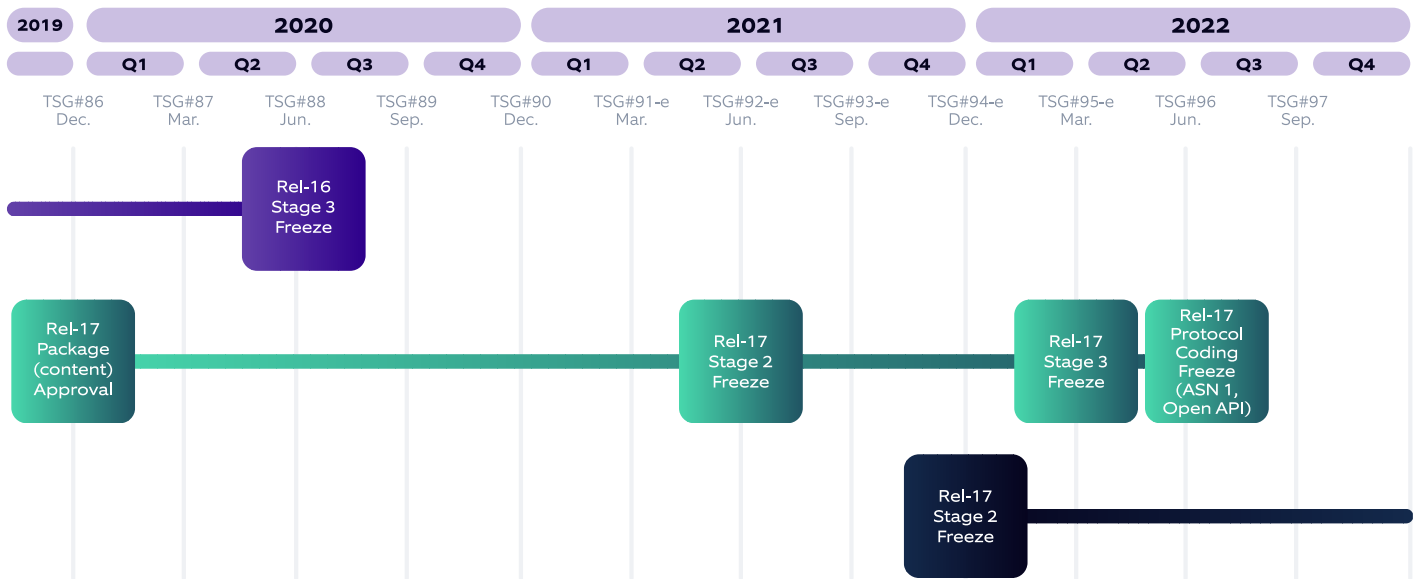 2019 2020 2021 2022
Q1 Q2 Q3 Q4 Q1 Q2 Q3 Q4 Q1 Q2 Q3 Q4
TSG#86 TSG#87 TSG#88 TSG#89 TSG#90 TSG#91-e TSG#92-e TSG#93-e TSG#94-e TSG#95-e TSG#96 TSG#97
Dec. Mar. Jun. Sep. Dec. Mar. Jun. Sep. Dec. Mar. Jun. Sep.
Rel-16
Stage 3
Freeze
Rel-17
Package
(content)
Approval
Rel-17
Stage 2
Freeze
Rel-17
Stage 3
Freeze
Rel-17
Protocol
Coding
Freeze
(ASN 1,
Open API)
Rel-17
Stage 2
Freeze